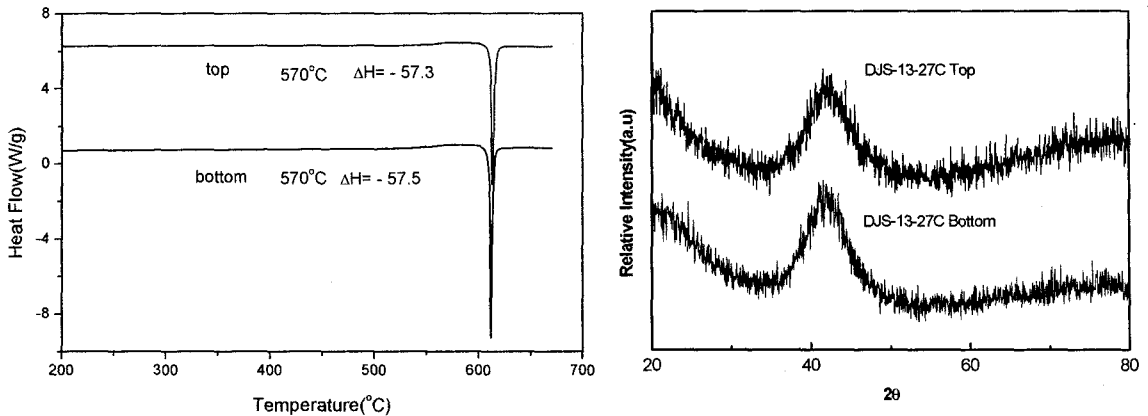 8
4
0
-4
-8
Heat Flow(W/g)
top 570°C ΔH= - 57.3
bottom 570°C ΔH= - 57.5
200 300 400 500 600 700
Temperature(°C)
Relative Intensity(a.u)
DJS-13-27C Top
DJS-13-27C Bottom
20 40 60 80
2θ